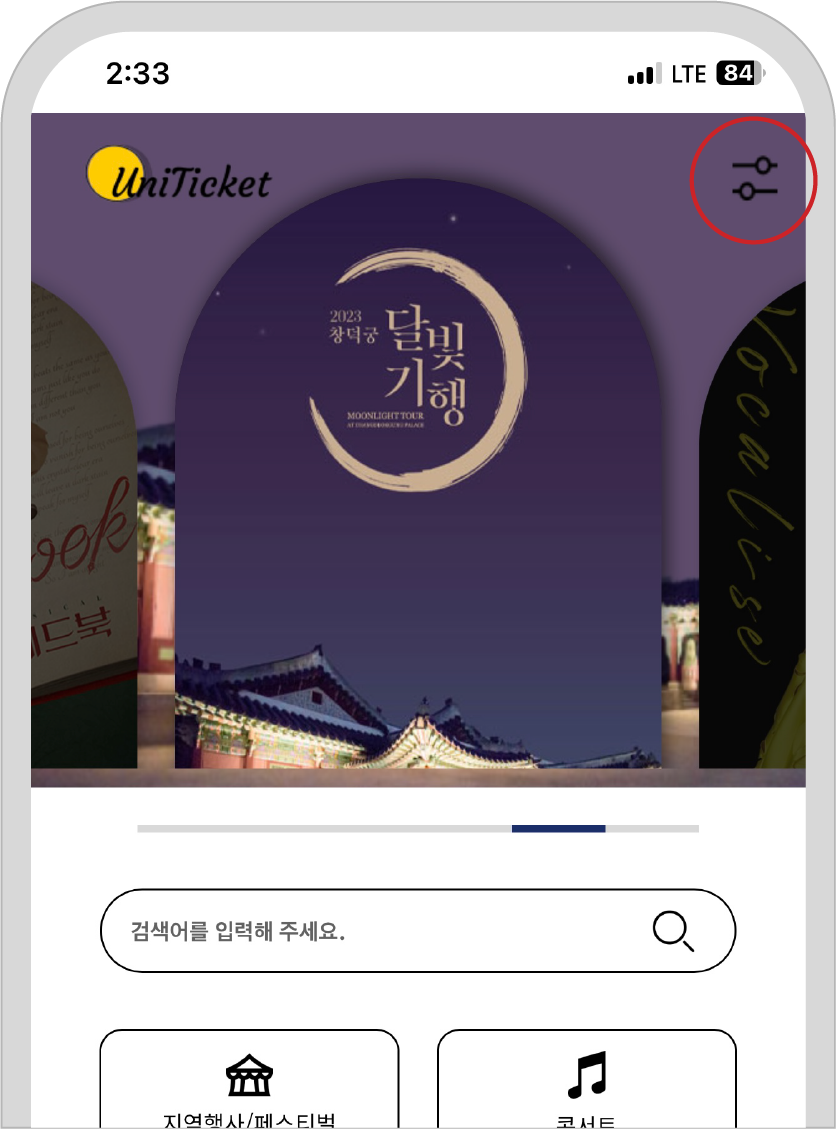 2:33
LTE 84
UniTicket
2023
창덕궁
달빛
기행
MOONLIGHT TOUR
AT CHANGDEOKGUNG PALACE
ook
드북
Vocalise
검색어를 입력해 주세요.
지역행사/페스티벌
콘서트